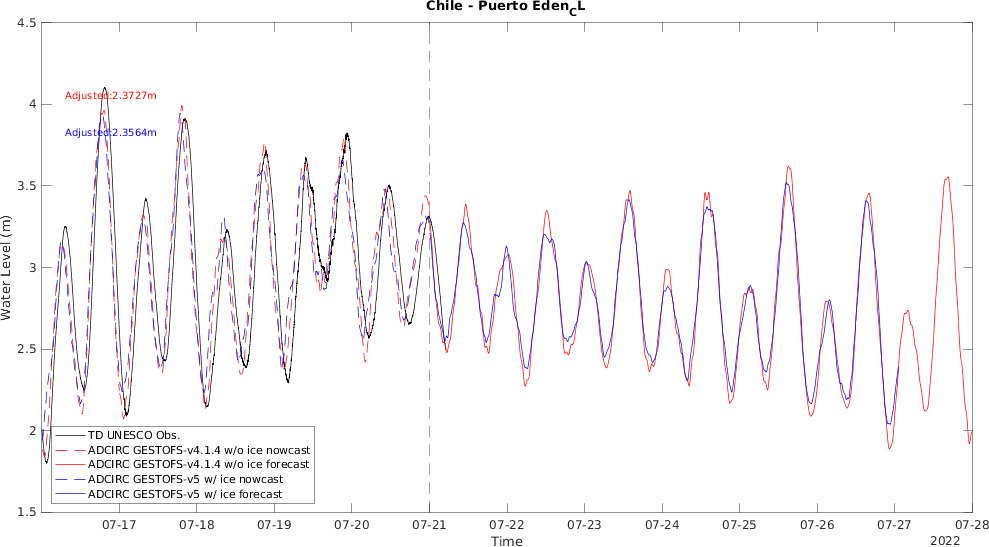 Chile - Puerto Eden_CL
4.5
4
3.5
3
2.5
2
1.5
Water Level (m)
Adjusted:2.3727m
Adjusted:2.3564m
TD UNESCO Obs.
ADCIRC GESTOFS-v4.1.4 w/o ice nowcast
ADCIRC GESTOFS-v4.1.4 w/o ice forecast
ADCIRC GESTOFS-v5 w/ ice nowcast
ADCIRC GESTOFS-v5 w/ ice forecast
07-17 07-18 07-19 07-20 07-21 07-22 07-23 07-24 07-25 07-26 07-27 07-28
Time
2022